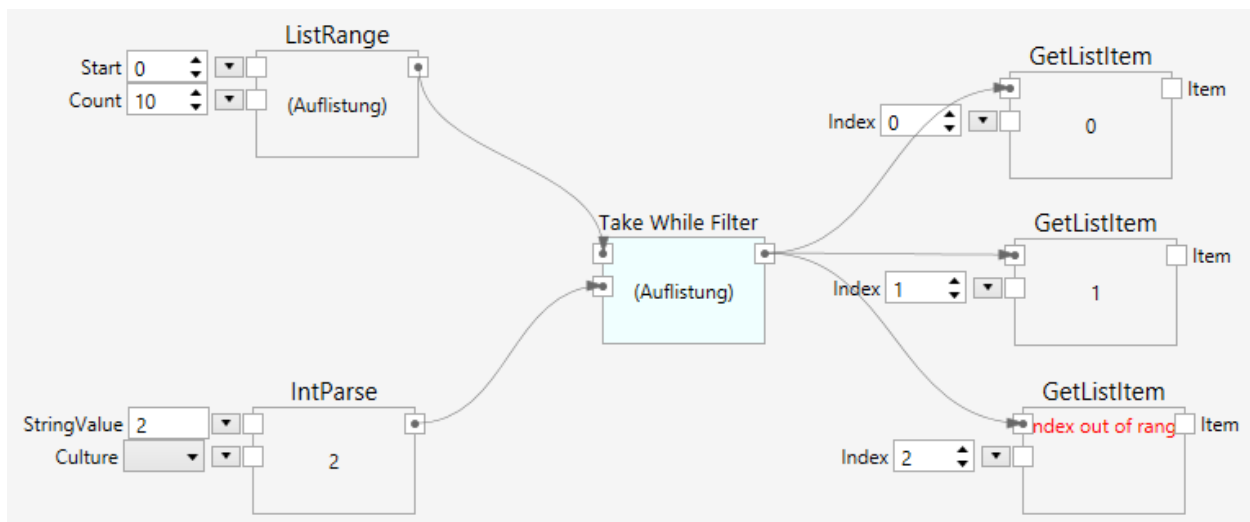 ListRange
Start 0
Count 10
(Auflistung)
IntParse
StringValue 2
Culture
2
Take While Filter
(Auflistung)
GetListItem
Item
Index 0
0
GetListItem
Item
Index 1
1
GetListItem
ndex out of rang
Item
Index 2